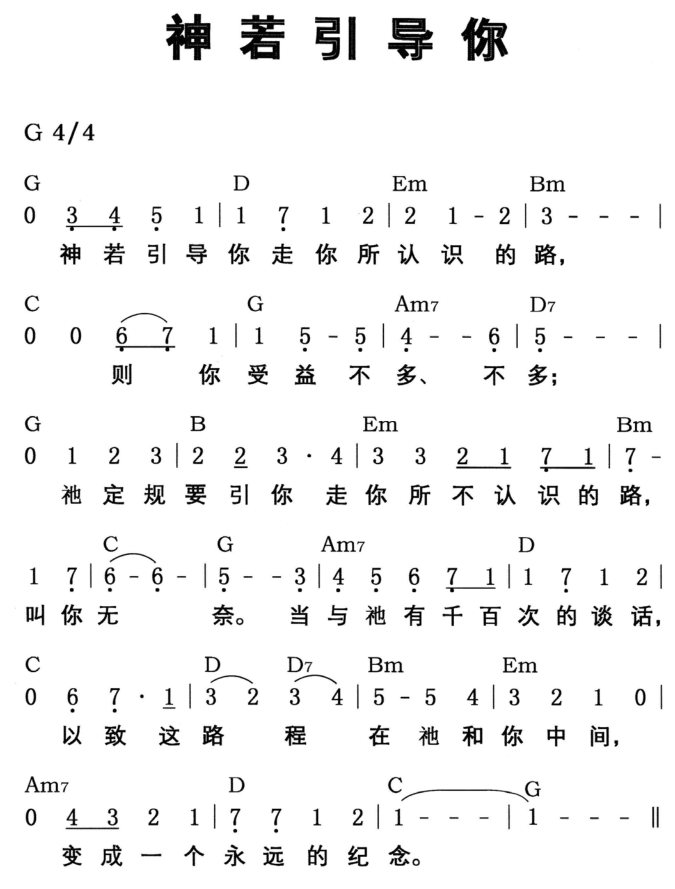 神若引导你
G 4/4
G D Em Bm
0 3 4 5 1 | 1 7 1 2 | 2 1 - 2 | 3 - - - |
神若引导你走你所认识的路，
C G Am7 D7
0 0 6 7 1 | 1 5 - 5 | 4 - - 6 | 5 - - - |
则你受益不多、不多；
G B Em Bm
0 1 2 3 | 2 2 3 · 4 | 3 3 2 1 7 1 | 7 -
祂定规要引你走你所不认识的路，
C G Am7 D
1 7 | 6 - 6 - | 5 - - 3 | 4 5 6 7 1 | 1 7 1 2 |
叫你无奈。当与祂有千百次的谈话，
C D D7 Bm Em
0 6 7 · 1 | 3 2 3 4 | 5 - 5 4 | 3 2 1 0 |
以致这路程在祂和你中间，
Am7 D C G
0 4 3 2 1 | 7 7 1 2 | 1 - - - | 1 - - - ‖
变成一个永远的纪念。